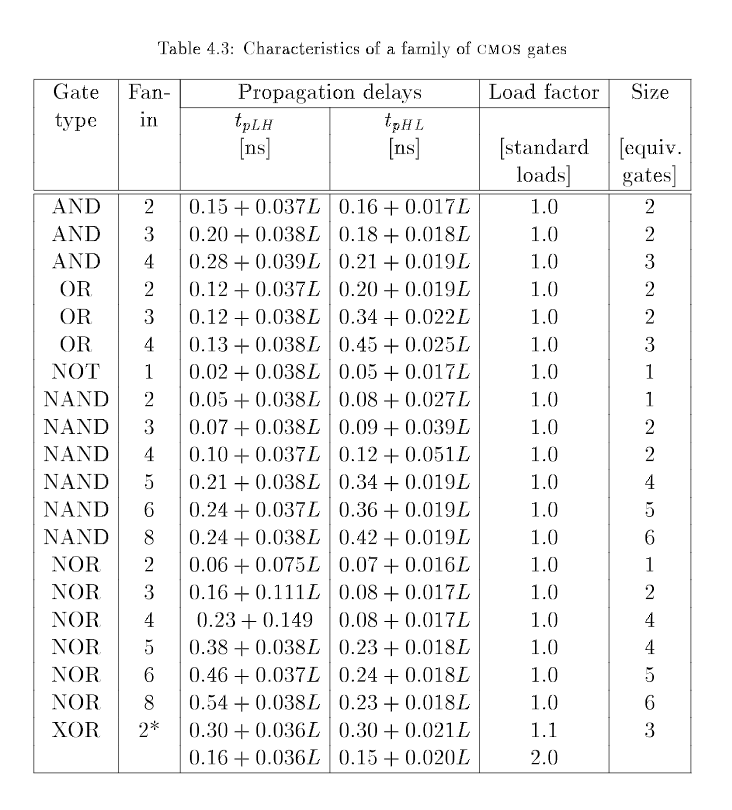 Table 4.3: Characteristics of a family of CMOS gates
Gate Fan- Propagation delays Load factor Size
type in tpLH tpHL
[ns] [ns] [standard [equiv.
loads] gates]
AND 2 0.15 + 0.037L 0.16 + 0.017L 1.0 2
AND 3 0.20 + 0.038L 0.18 + 0.018L 1.0 2
AND 4 0.28 + 0.039L 0.21 + 0.019L 1.0 3
OR 2 0.12 + 0.037L 0.20 + 0.019L 1.0 2
OR 3 0.12 + 0.038L 0.34 + 0.022L 1.0 2
OR 4 0.13 + 0.038L 0.45 + 0.025L 1.0 3
NOT 1 0.02 + 0.038L 0.05 + 0.017L 1.0 1
NAND 2 0.05 + 0.038L 0.08 + 0.027L 1.0 1
NAND 3 0.07 + 0.038L 0.09 + 0.039L 1.0 2
NAND 4 0.10 + 0.037L 0.12 + 0.051L 1.0 2
NAND 5 0.21 + 0.038L 0.34 + 0.019L 1.0 4
NAND 6 0.24 + 0.037L 0.36 + 0.019L 1.0 5
NAND 8 0.24 + 0.038L 0.42 + 0.019L 1.0 6
NOR 2 0.06 + 0.075L 0.07 + 0.016L 1.0 1
NOR 3 0.16 + 0.111L 0.08 + 0.017L 1.0 2
NOR 4 0.23 + 0.149 0.08 + 0.017L 1.0 4
NOR 5 0.38 + 0.038L 0.23 + 0.018L 1.0 4
NOR 6 0.46 + 0.037L 0.24 + 0.018L 1.0 5
NOR 8 0.54 + 0.038L 0.23 + 0.018L 1.0 6
XOR 2* 0.30 + 0.036L 0.30 + 0.021L 1.1 3
0.16 + 0.036L 0.15 + 0.020L 2.0